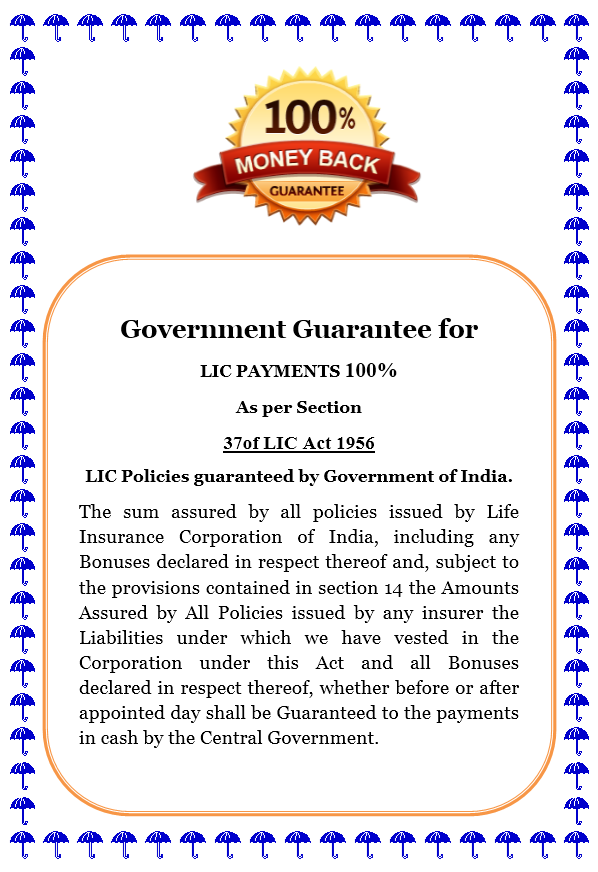 100%
MONEY BACK
GUARANTEE
Government Guarantee for
LIC PAYMENTS 100%
As per Section
37of LIC Act 1956
LIC Policies guaranteed by Government of India.
The sum assured by all policies issued by Life
Insurance Corporation of India, including any
Bonuses declared in respect thereof and, subject to
the provisions contained in section 14 the Amounts
Assured by All Policies issued by any insurer the
Liabilities under which we have vested in the
Corporation under this Act and all Bonuses
declared in respect thereof, whether before or after
appointed day shall be Guaranteed to the payments
in cash by the Central Government.